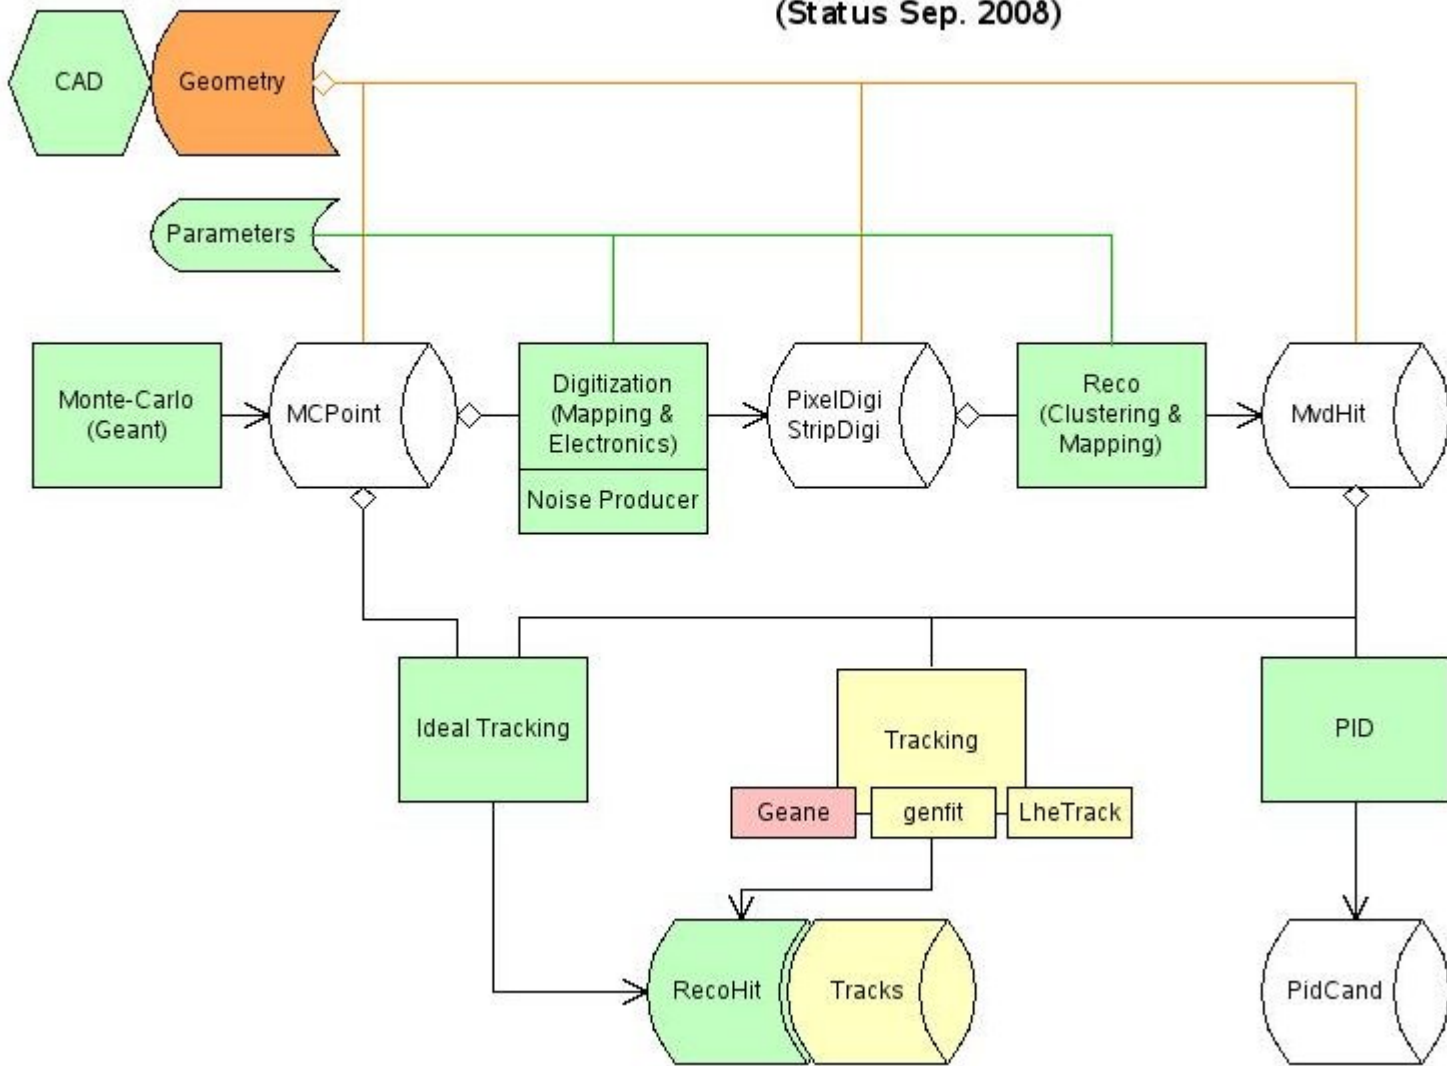 (Status Sep. 2008)
CAD
Geometry
Parameters
Monte-Carlo
(Geant)
MCPoint
Digitization
(Mapping &
Electronics)
Noise Producer
PixelDigi
StripDigi
Reco
(Clustering &
Mapping)
MvdHit
Ideal Tracking
Tracking
Geane
genfit
LheTrack
PID
RecoHit
Tracks
PidCand